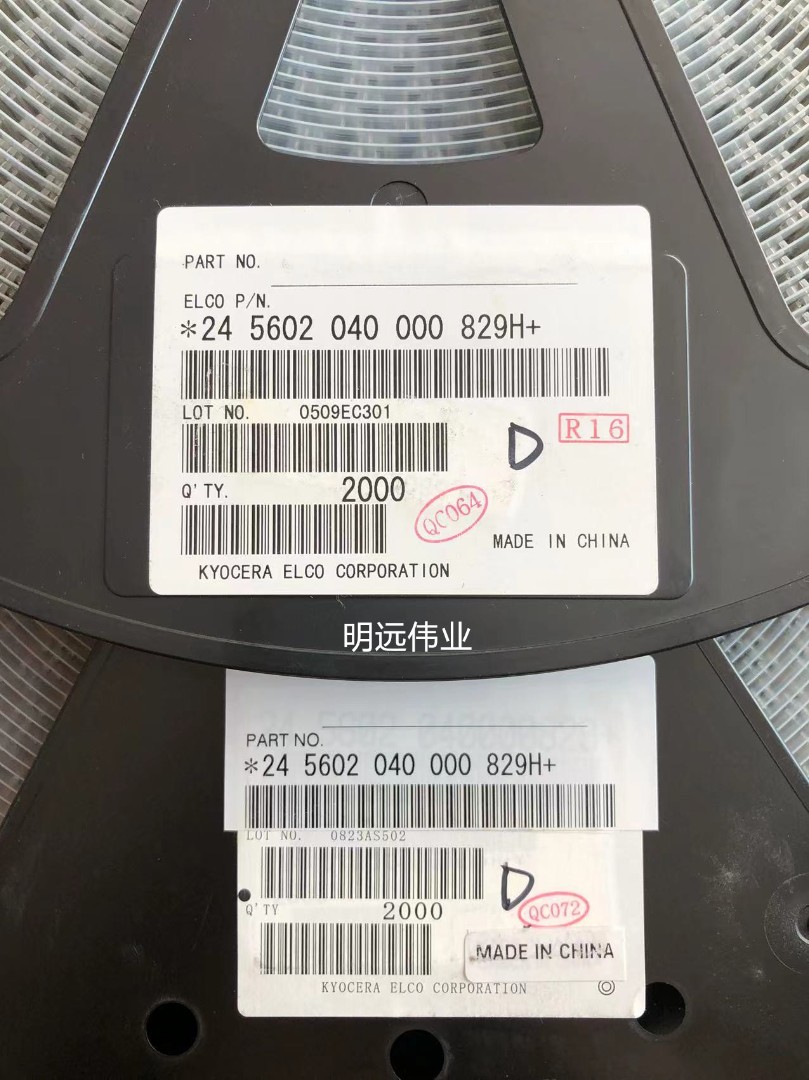 PART NO.
ELCO P/N.
*24 5602 040 000 829H+
LOT NO. 0509EC301
D R16
Q'TY. 2000
QC064
MADE IN CHINA
KYOCERA ELCO CORPORATION
明远伟业
PART NO.
*24 5602 040 000 829H+
LOT NO. 0823AS502
D
Q'TY 2000
QC072
MADE IN CHINA
KYOCERA ELCO CORPORATION